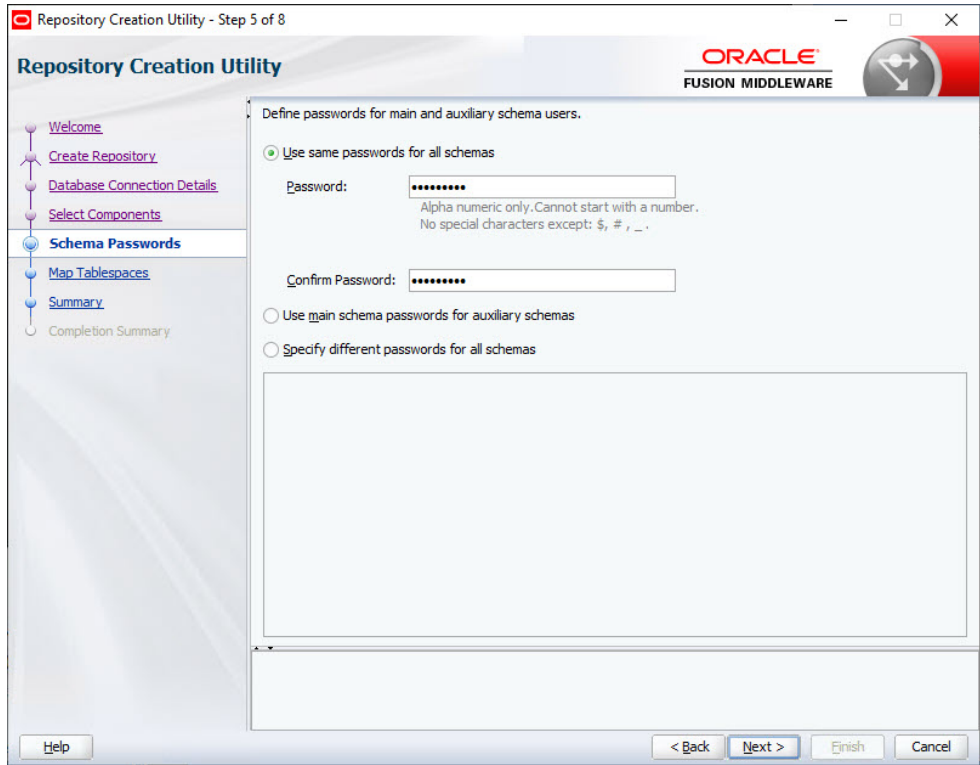 Repository Creation Utility - Step 5 of 8
Repository Creation Utility
ORACLE
FUSION MIDDLEWARE
Welcome
Create Repository
Database Connection Details
Select Components
Schema Passwords
Map Tablespaces
Summary
Completion Summary
Define passwords for main and auxiliary schema users.
Use same passwords for all schemas
Password: •••••••••
Alpha numeric only.Cannot start with a number.
No special characters except: $, # , _ .
Confirm Password: •••••••••
Use main schema passwords for auxiliary schemas
Specify different passwords for all schemas
Help
< Back
Next >
Finish
Cancel